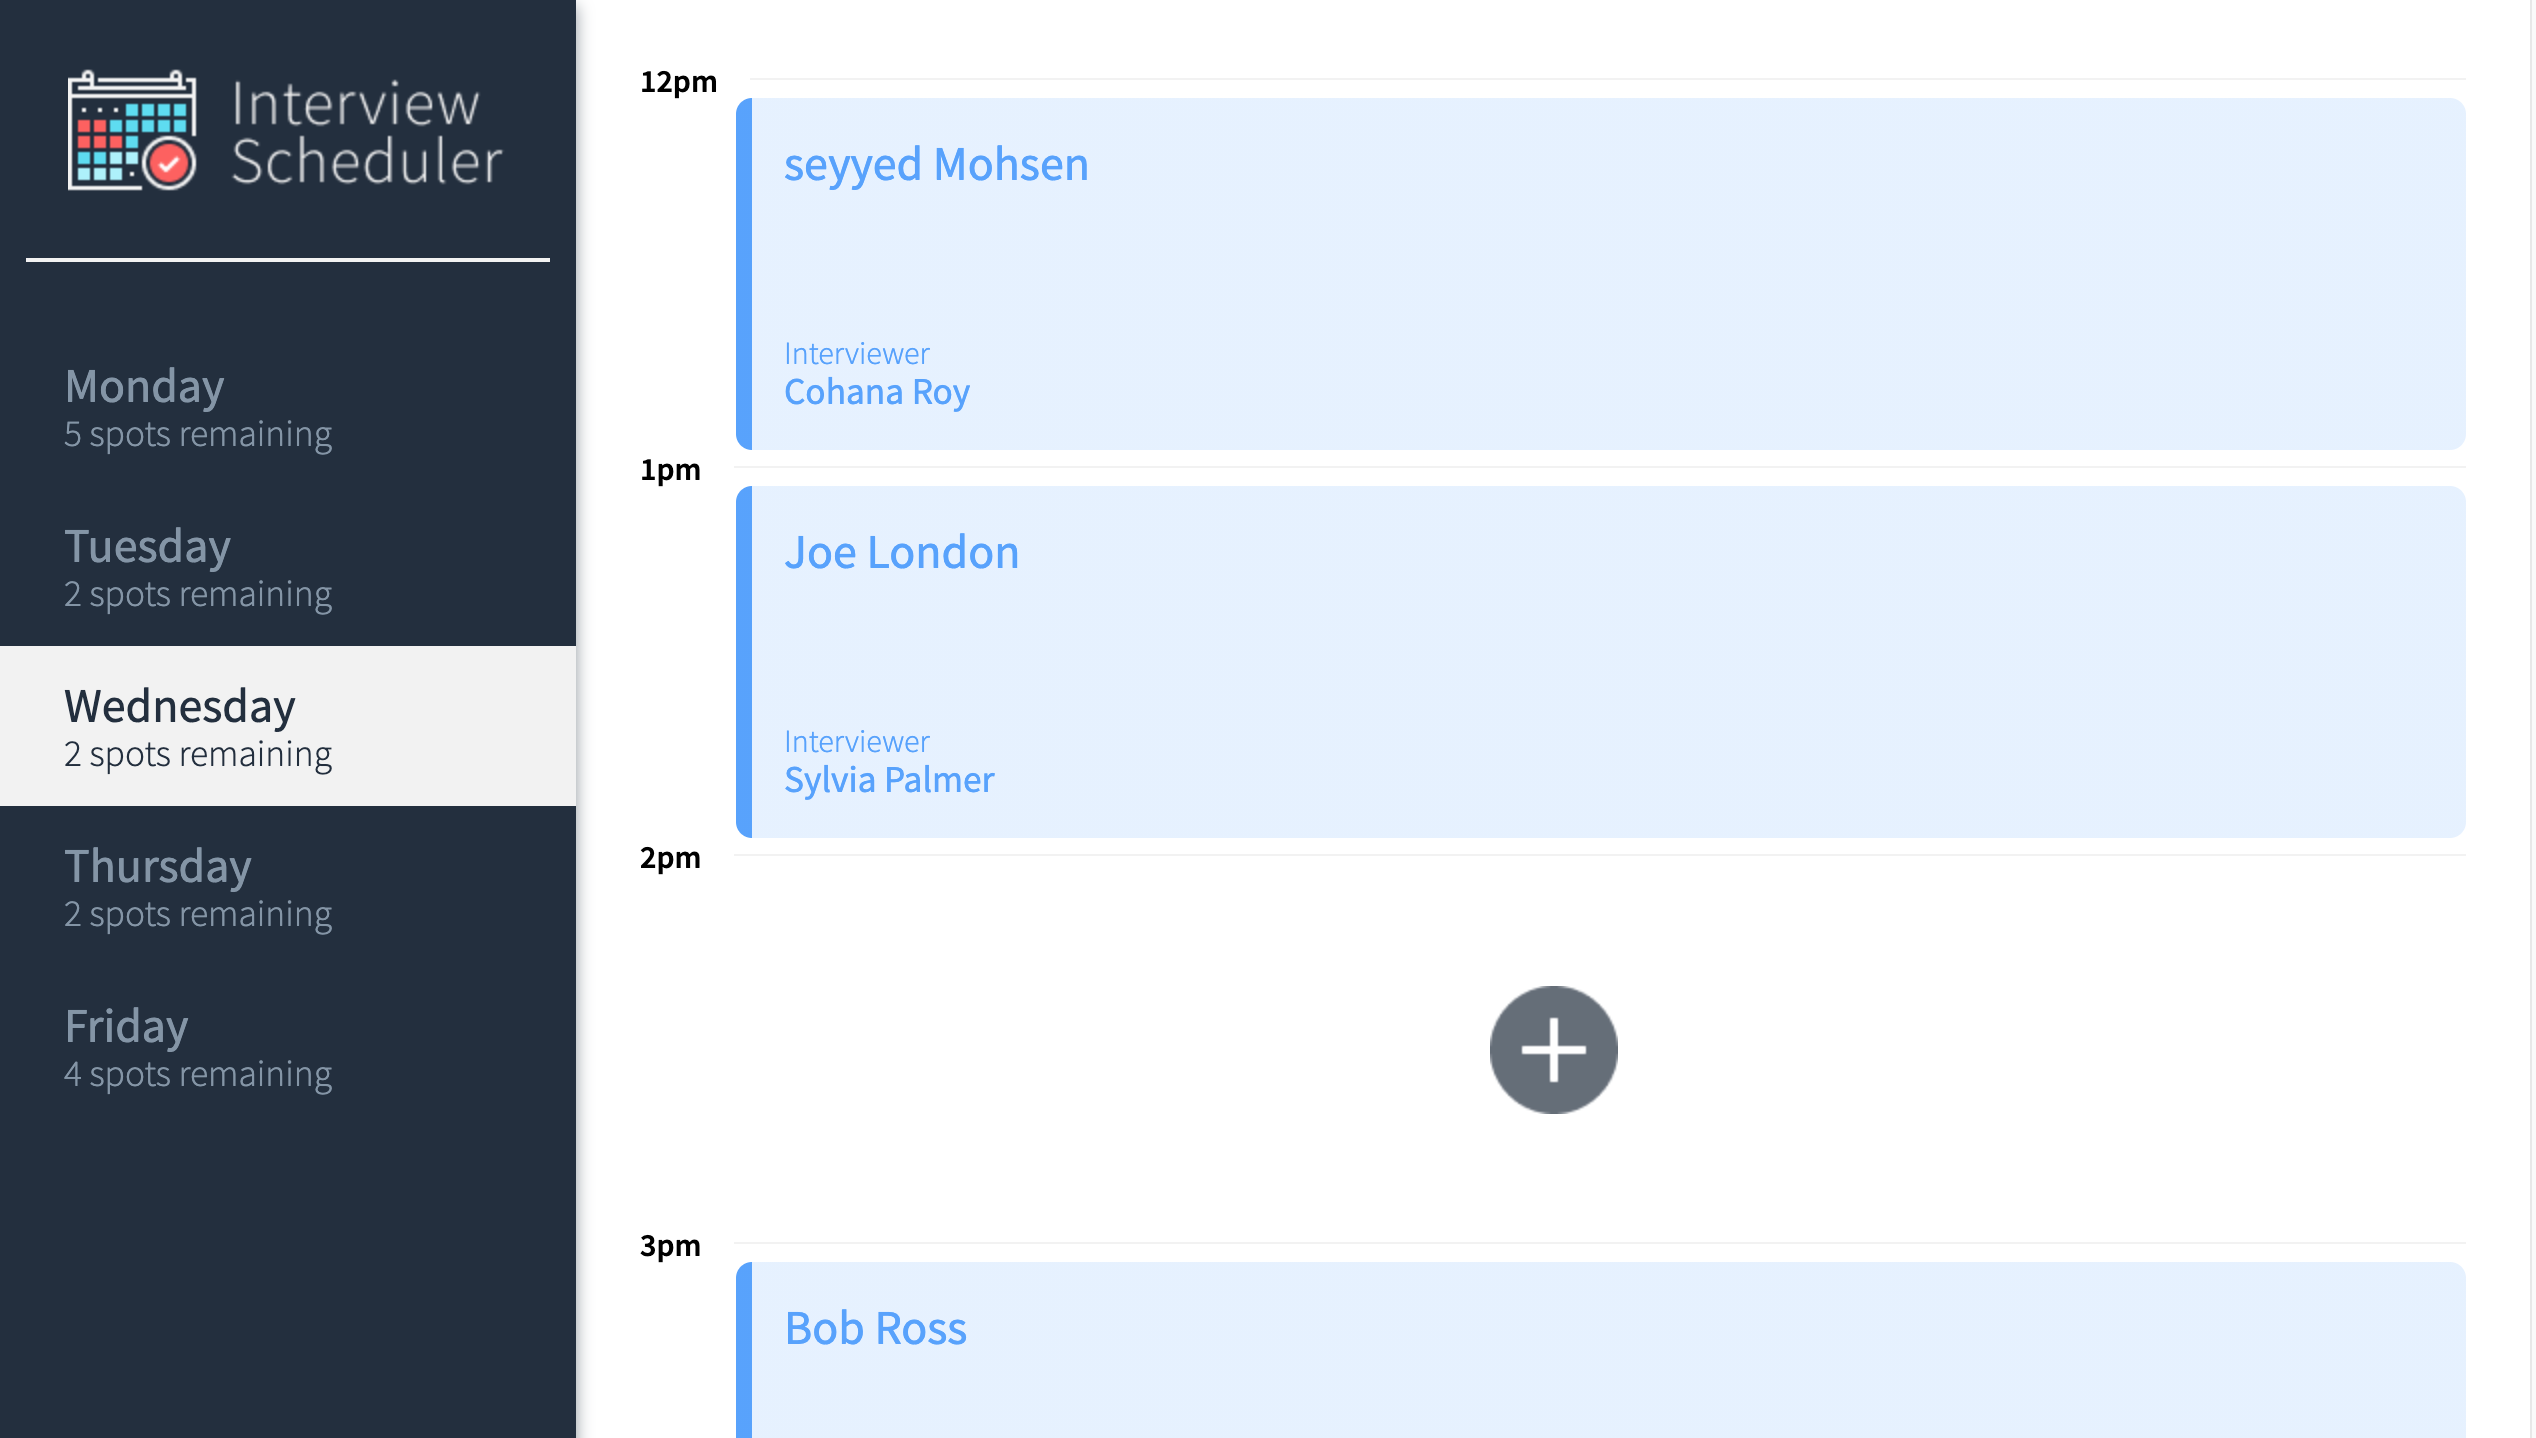 Interview
Scheduler
Monday
5 spots remaining
Tuesday
2 spots remaining
Wednesday
2 spots remaining
Thursday
2 spots remaining
Friday
4 spots remaining
12pm
seyyed Mohsen
Interviewer
Cohana Roy
1pm
Joe London
Interviewer
Sylvia Palmer
2pm
3pm
Bob Ross